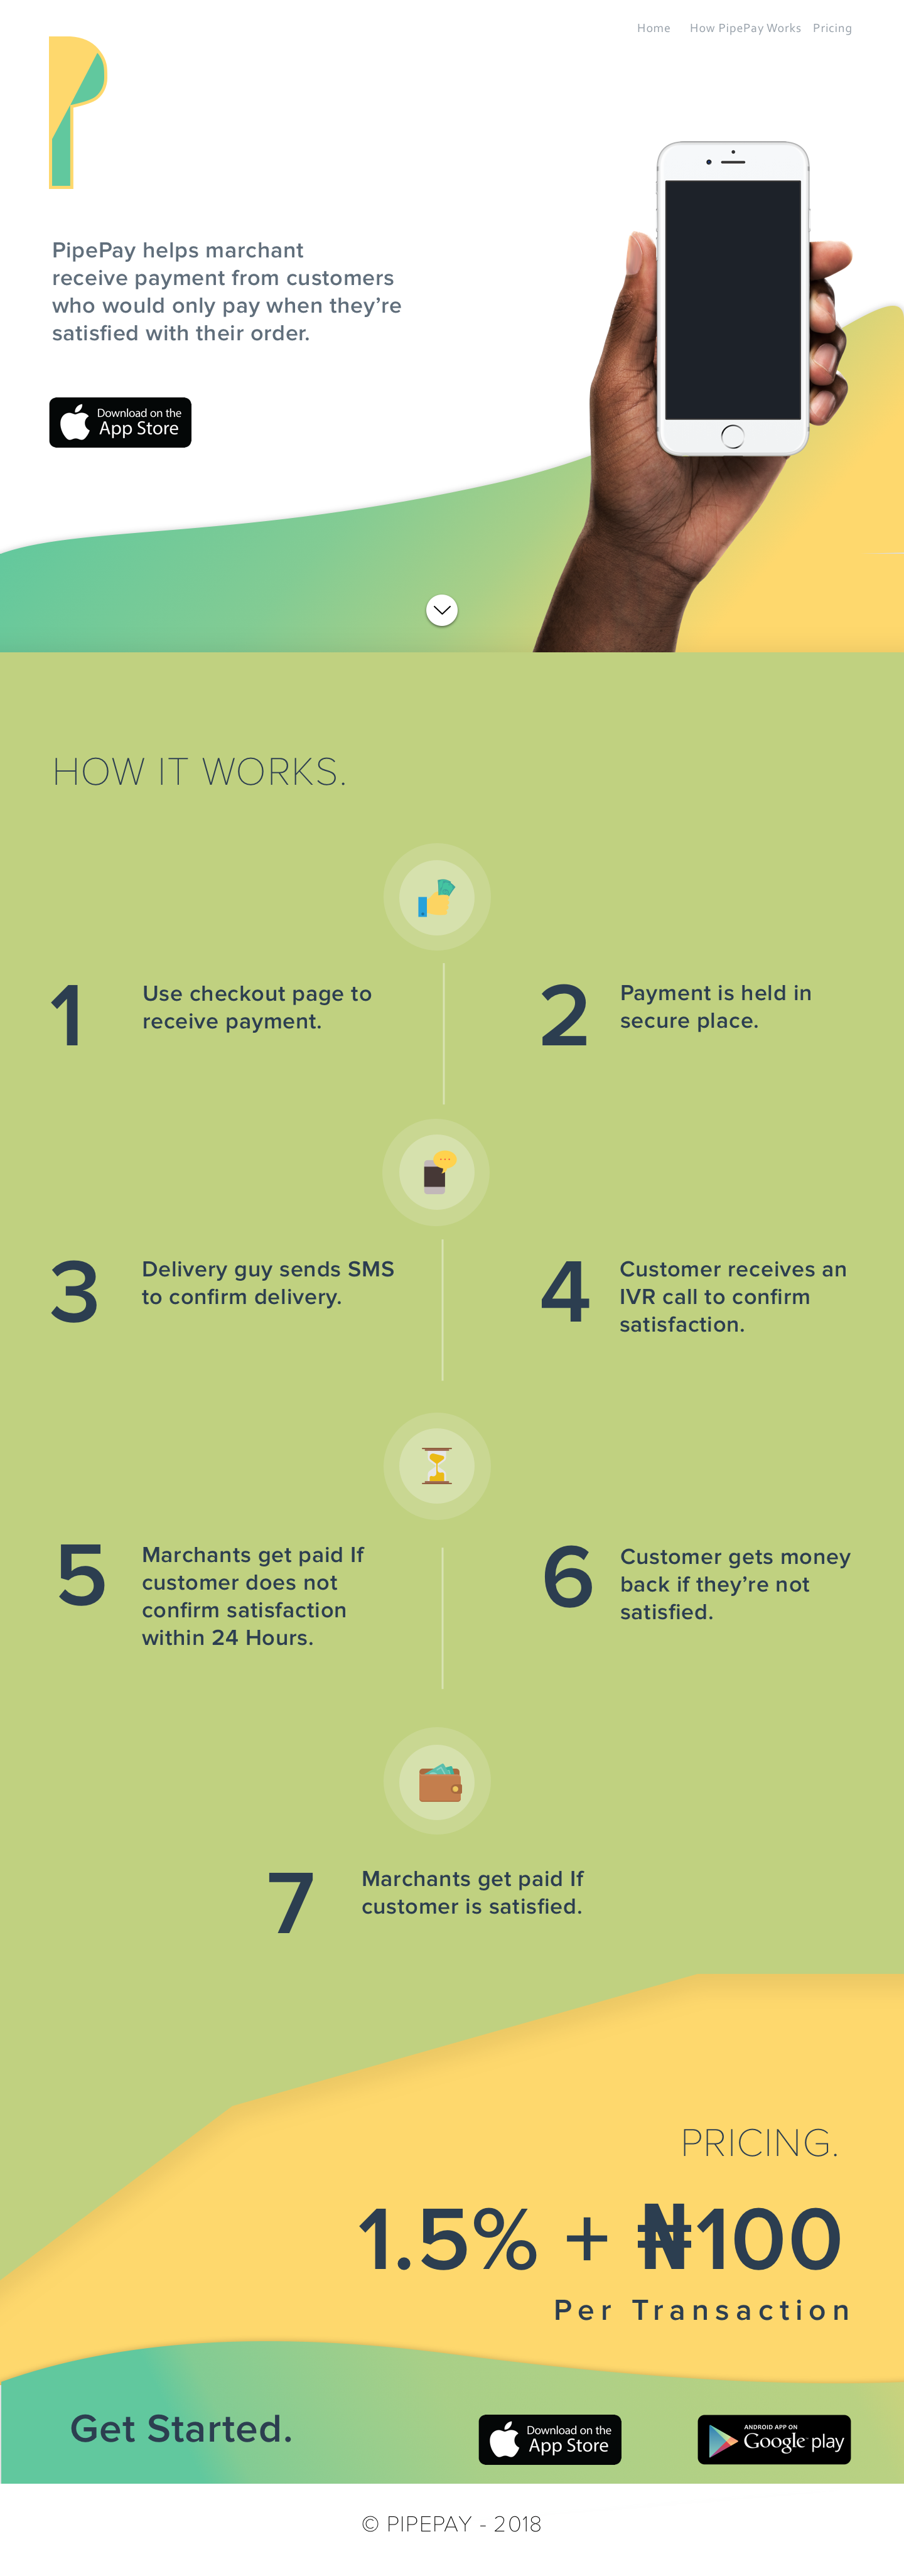 Home How PipePay Works Pricing
PipePay helps marchant
receive payment from customers
who would only pay when they’re
satisfied with their order.
Download on the
App Store
HOW IT WORKS.
1
Use checkout page to
receive payment.
2
Payment is held in
secure place.
3
Delivery guy sends SMS
to confirm delivery.
4
Customer receives an
IVR call to confirm
satisfaction.
5
Marchants get paid If
customer does not
confirm satisfaction
within 24 Hours.
6
Customer gets money
back if they’re not
satisfied.
7
Marchants get paid If
customer is satisfied.
PRICING.
1.5% + ₦100
Per Transaction
Get Started.
Download on the
App Store
ANDROID APP ON
Google play
© PIPEPAY - 2018